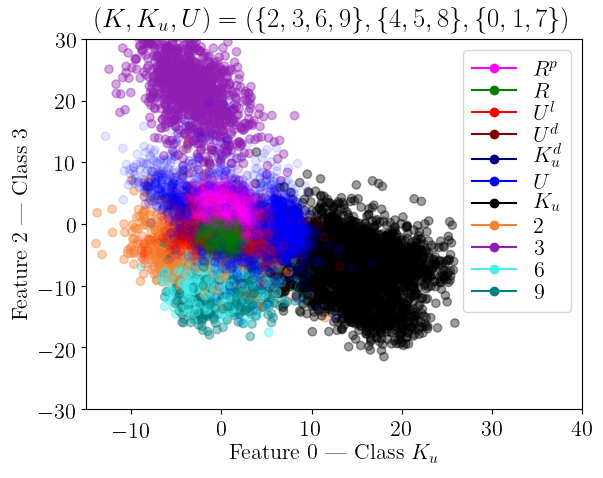 (K, K_u, U) = ({2, 3, 6, 9}, {4, 5, 8}, {0, 1, 7})
30
20
10
0
−10
−20
−30
Feature 2 — Class 3
R^p
R
U^l
U^d
K_u^d
U
K_u
2
3
6
9
−10
0
10
20
30
40
Feature 0 — Class K_u